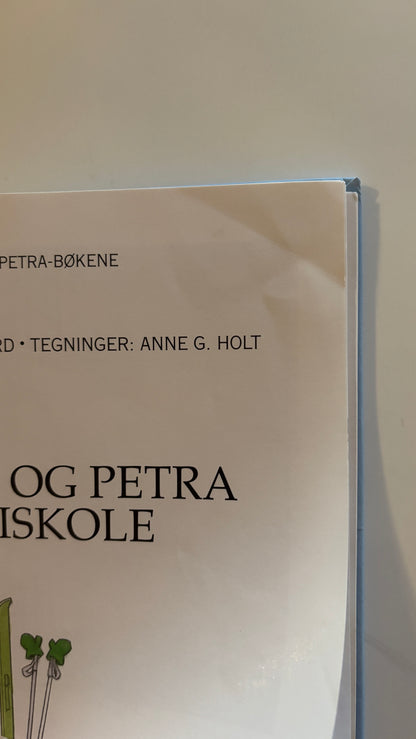 PETRA-BØKENE
RD • TEGNINGER: ANNE G. HOLT
OG PETRA
ISKOLE